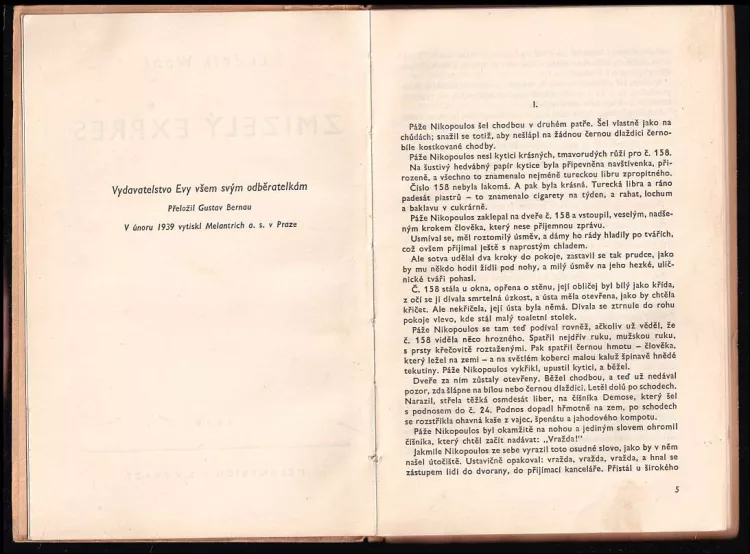 Vydavatelstvo Evy všem svým odběratelkám
Přeložil Gustav Bernau
V únoru 1939 vytiskl Melantrich a. s. v Praze
ZMIZELÝ EXPRES
I.
Páže Nikopoulos šel chodbou v druhém patře. Šel vlastně jako na
chůdách; snažil se totiž, aby nešlápl na žádnou černou dlaždici černo-
bíle kostkované chodby.
Páže Nikopoulos nesl kytici krásných, tmavorudých růží pro č. 158.
Na šustivý hedvábný papír kytice byla připevněna navštívenka, při-
rozeně, a všechno to znamenalo nejméně tureckou libru zpropitného.
Číslo 158 nebyla lakomá. A pak byla krásná. Turecká libra a ráno
padesát piastrů – to znamenalo cigarety na týden, a rahat, lochum
a baklavu v cukrárně.
Páže Nikopoulos zaklepal na dveře č. 158 a vstoupil, veselým, nadše-
ným krokem člověka, který nese příjemnou zprávu.
Usmíval se, měl roztomilý úsměv, a dámy ho rády hladily po tvářích,
což ovšem přijímal ještě s naprostým chladem.
Ale sotva udělal dva kroky do pokoje, zastavil se tak prudce, jako
by mu někdo hodil židli pod nohy, a milý úsměv na jeho hezké, ulič-
nické tváři pohasl.
Č. 158 stála u okna, opřena o stěnu, její obličej byl bílý jako křída,
z očí se jí dívala smrtelná úzkost, a ústa měla otevřena, jako by chtěla
křičet. Ale nekřičela, její ústa byla němá. Dívala se ztrnule do rohu
pokoje vlevo, kde stál malý toaletní stolek.
Páže Nikopoulos se tam teď podíval rovněž, ačkoliv už věděl, že
č. 158 viděla něco hrozného. Spatřil nejdřív ruku, mužskou ruku,
s prsty křečovitě roztaženými. Pak spatřil černou hmotu – člověka,
který ležel na zemi – a na světlém koberci malou kaluž špinavě hnědé
tekutiny. Páže Nikopoulos vykřikl, upustil kytici, a běžel.
Dveře za ním zůstaly otevřeny. Běžel chodbou, a teď už nedával
pozor, zda šlápne na bílou nebo černou dlaždici. Letěl dolů po schodech.
Narazil, střela těžká osmdesát liber, na číšníka Demose, který šel
s podnosem do č. 24. Podnos dopadl hřmotně na zem, po schodech
se rozstříkla ohavná kaše z vajec, špenátu a jahodového kompotu.
Páže Nikopoulos byl okamžitě na nohou a jediným slovem ohromil
číšníka, který chtěl začít nadávat: „Vražda!"
Jakmile Nikopoulos ze sebe vyrazil toto osudné slovo, jako by v něm
našel útočiště. Ustavičně opakoval: vražda, vražda, vražda, a hnal se
zástupem lidí do dvorany, do přijímací kanceláře. Přistál u širokého
5